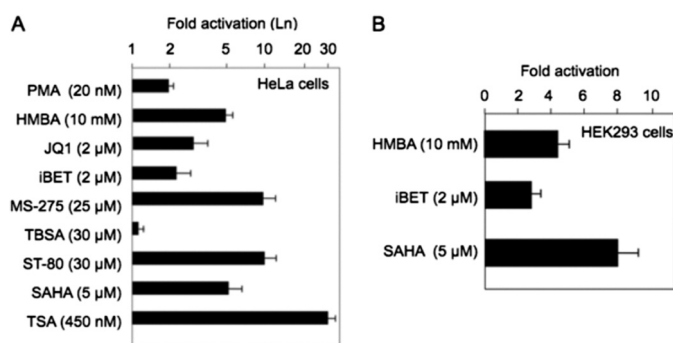 A
Fold activation (Ln)
1 2 5 10 20 30
HeLa cells
PMA (20 nM)
HMBA (10 mM)
JQ1 (2 µM)
iBET (2 µM)
MS-275 (25 µM)
TBSA (30 µM)
ST-80 (30 µM)
SAHA (5 µM)
TSA (450 nM)
B
Fold activation
0 2 4 6 8 10
HEK293 cells
HMBA (10 mM)
iBET (2 µM)
SAHA (5 µM)